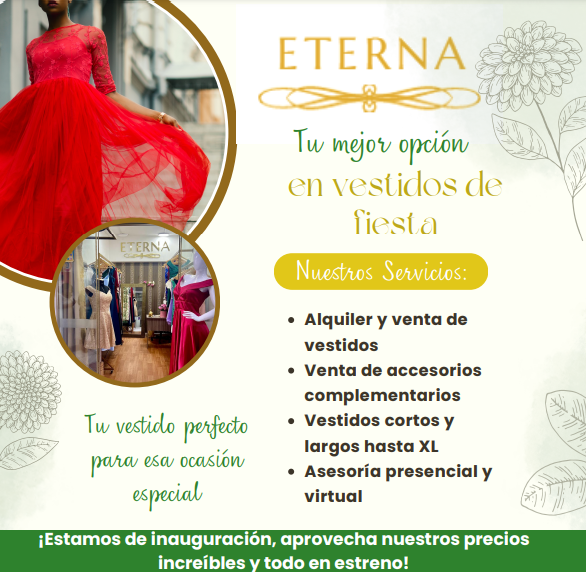 ETERNA
Tu mejor opción
en vestidos de
fiesta
ETERNA
Nuestros Servicios:
Alquiler y venta de
vestidos
Venta de accesorios
complementarios
Vestidos cortos y
largos hasta XL
Asesoría presencial y
virtual
Tu vestido perfecto
para esa ocasión
especial
¡Estamos de inauguración, aprovecha nuestros precios
increíbles y todo en estreno!